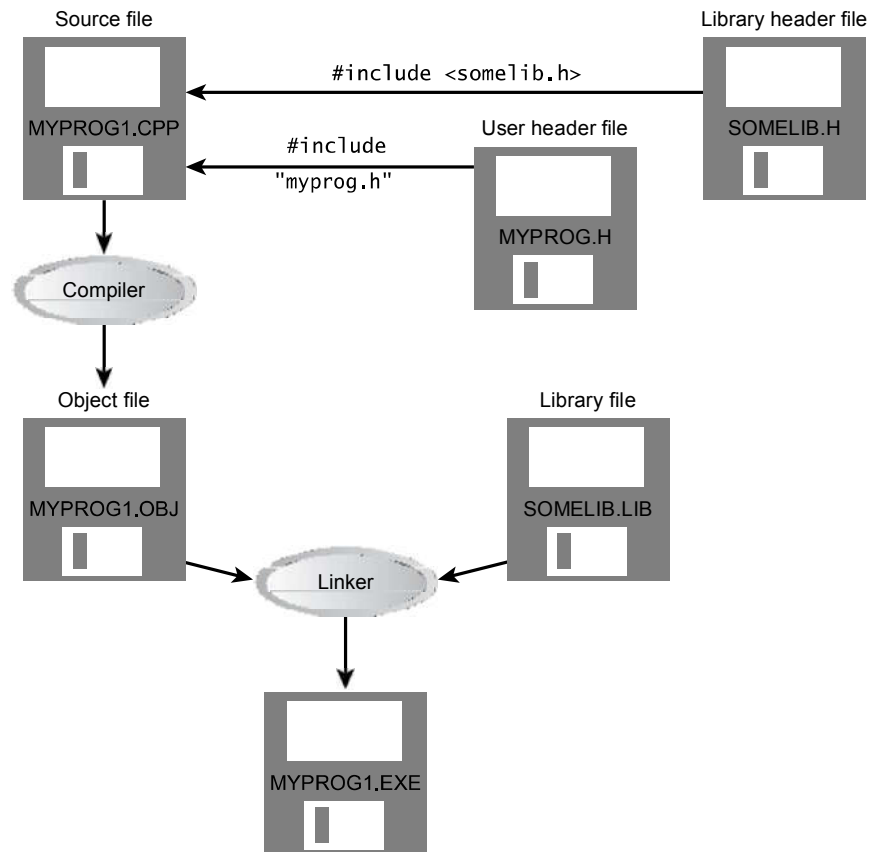 Source file
Library header file
#include <somelib.h>
MYPROG1.CPP
SOMELIB.H
User header file
#include
"myprog.h"
MYPROG.H
Compiler
Object file
Library file
MYPROG1.OBJ
SOMELIB.LIB
Linker
MYPROG1.EXE